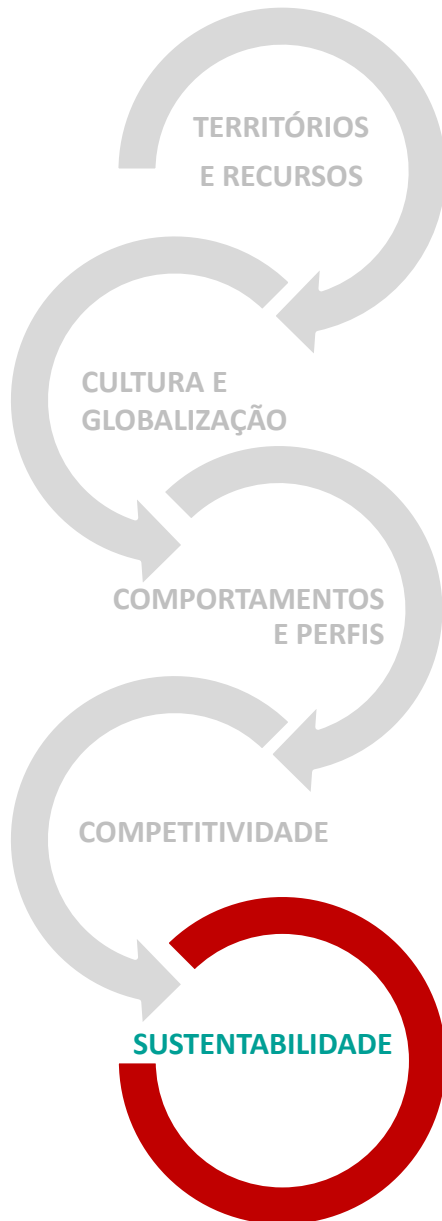 TERRITÓRIOS
E RECURSOS
CULTURA E
GLOBALIZAÇÃO
COMPORTAMENTOS
E PERFIS
COMPETITIVIDADE
SUSTENTABILIDADE